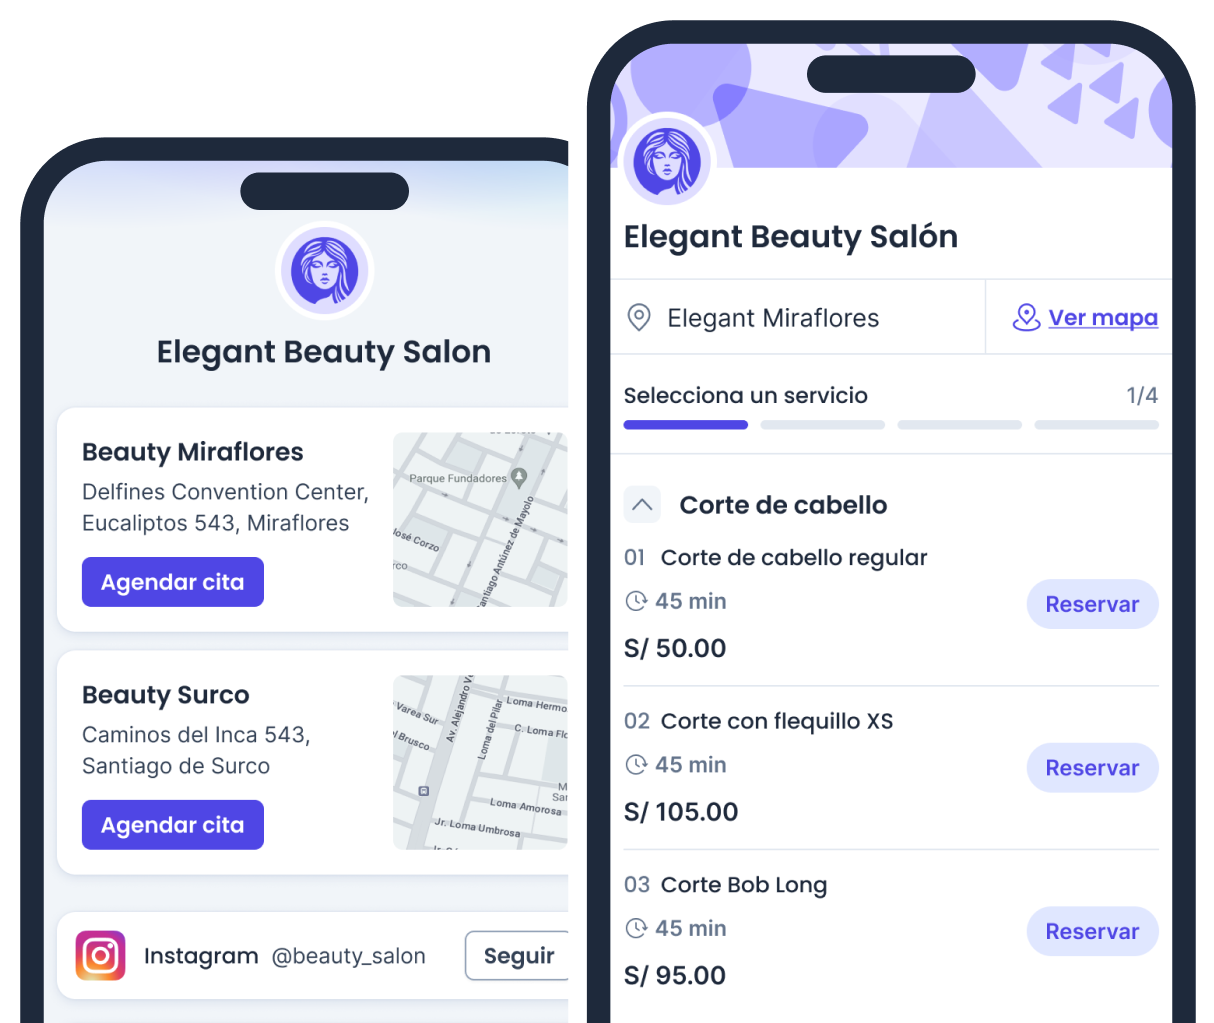 Elegant Beauty Salon
Beauty Miraflores
Delfines Convention Center,
Eucaliptos 543, Miraflores
Agendar cita
Parque Fundadores
José Corzo
rco
Santiago Antúnez de Mayolo
Beauty Surco
Caminos del Inca 543,
Santiago de Surco
Agendar cita
Varea Sur
el Brusco
Av. Alejandro Ve
Loma del Pilar
Loma Hermo
C. Loma Flo
M
San
Loma Amorosa
Jr. Loma Umbrosa
Instagram @beauty_salon
Seguir
Elegant Beauty Salón
Elegant Miraflores
Ver mapa
Selecciona un servicio 1/4
Corte de cabello
01 Corte de cabello regular
45 min
Reservar
S/ 50.00
02 Corte con flequillo XS
45 min
Reservar
S/ 105.00
03 Corte Bob Long
45 min
Reservar
S/ 95.00